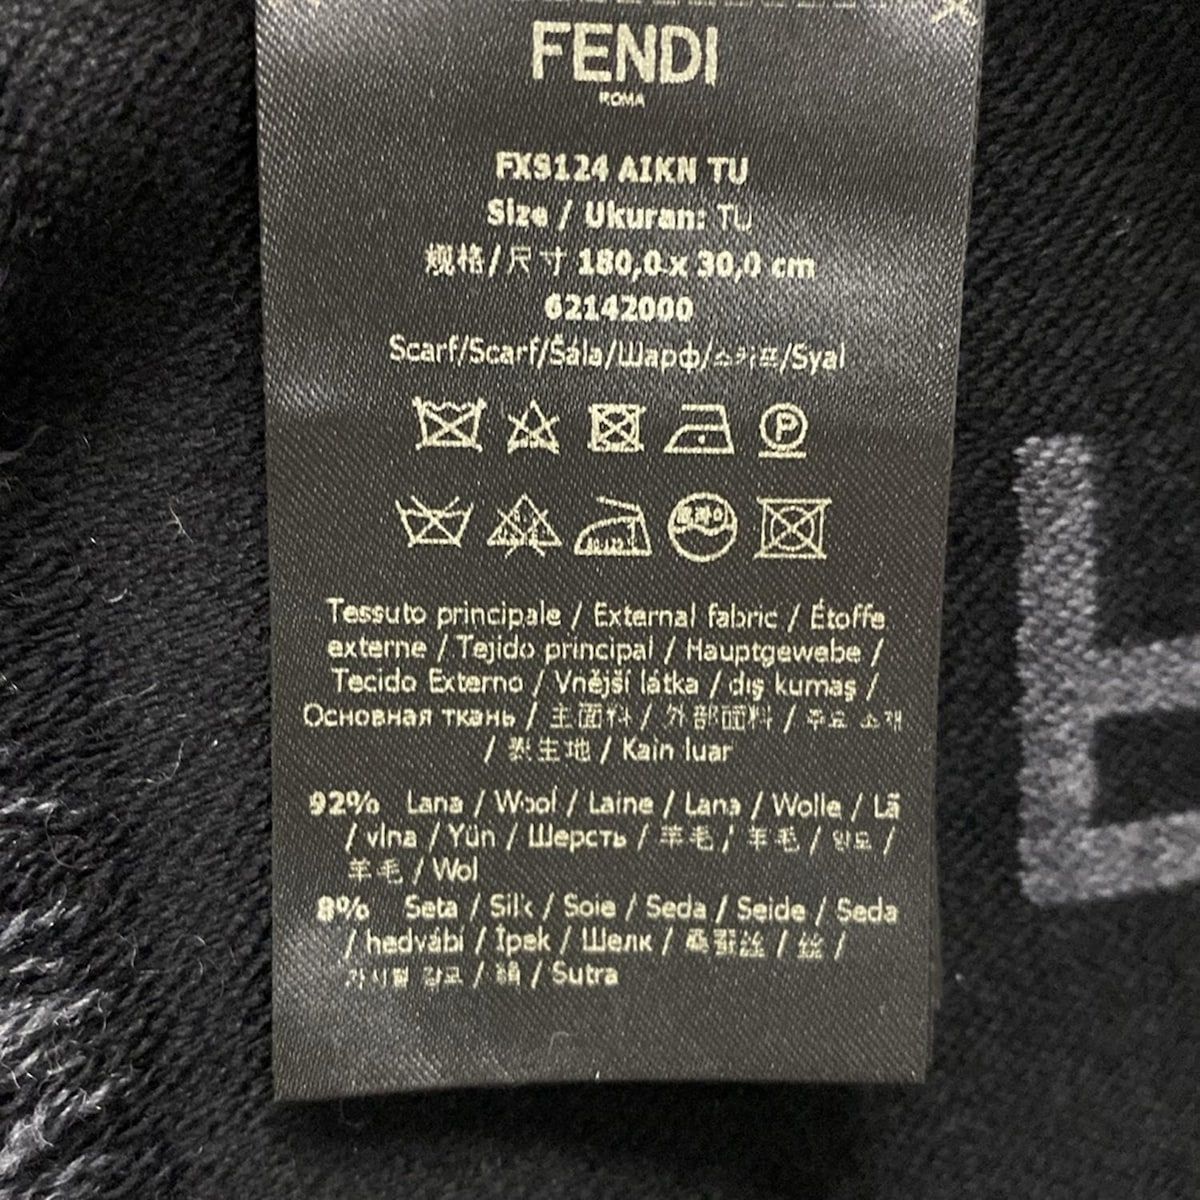 FENDI
ROMA
FXS124 AIKN TU
Size / Ukuran: TU
规格/尺寸 180,0 x 30,0 cm
62142000
Scarf/Scarf/Šála/Шарф/스카프/Syal
P
드라이
Tessuto principale / External fabric / Étoffe
externe / Tejido principal / Hauptgewebe /
Tecido Externo / Vnější látka / dış kumaş /
Основная ткань / 主面料 / 外部面料 / 주요 소재
/ 表生地 / Kain luar
92% Lana / Wool / Laine / Lana / Wolle / Lã
/ vlna / Yün / Шерсть / 羊毛 / 羊毛 / 양모 /
羊毛 / Wol
8% Seta / Silk / Soie / Seda / Seide / Seda
/ hedvábí / İpek / Шелк / 桑蚕丝 / 絲 /
/ 絹 / Sutra